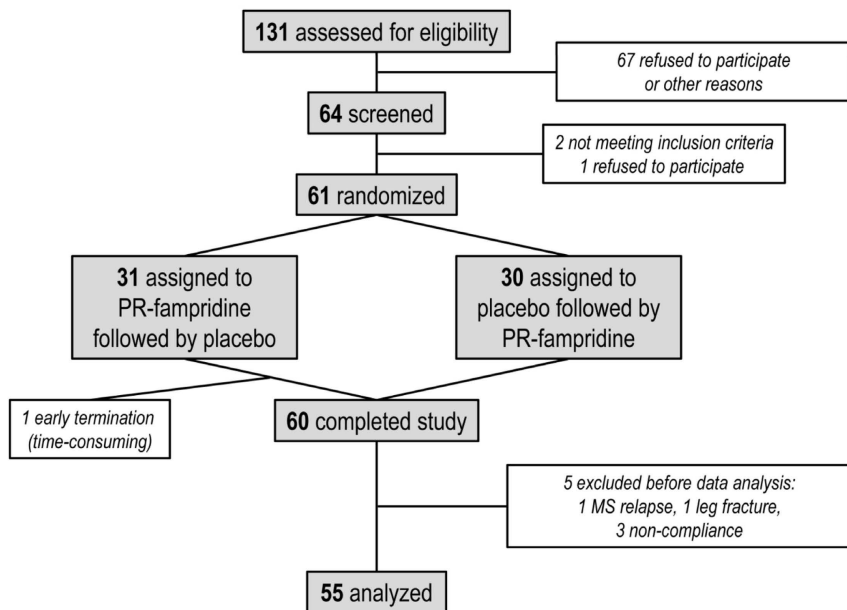 131 assessed for eligibility
67 refused to participate
or other reasons
64 screened
2 not meeting inclusion criteria
1 refused to participate
61 randomized
31 assigned to
PR-fampridine
followed by placebo
30 assigned to
placebo followed by
PR-fampridine
1 early termination
(time-consuming)
60 completed study
5 excluded before data analysis:
1 MS relapse, 1 leg fracture,
3 non-compliance
55 analyzed